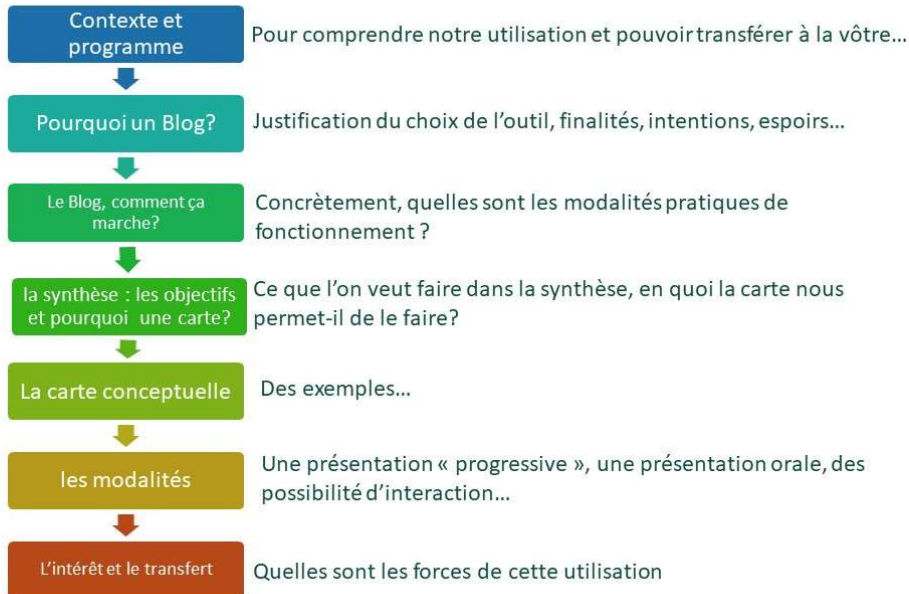 Contexte et
programme
Pour comprendre notre utilisation et pouvoir transférer à la vôtre...
Pourquoi un Blog?
Justification du choix de l'outil, finalités, intentions, espoirs...
Le Blog, comment ça
marche?
Concrètement, quelles sont les modalités pratiques de
fonctionnement ?
la synthèse : les objectifs
et pourquoi une carte?
Ce que l'on veut faire dans la synthèse, en quoi la carte nous
permet-il de le faire?
La carte conceptuelle
Des exemples...
les modalités
Une présentation « progressive », une présentation orale, des
possibilité d'interaction...
L'intérêt et le transfert
Quelles sont les forces de cette utilisation